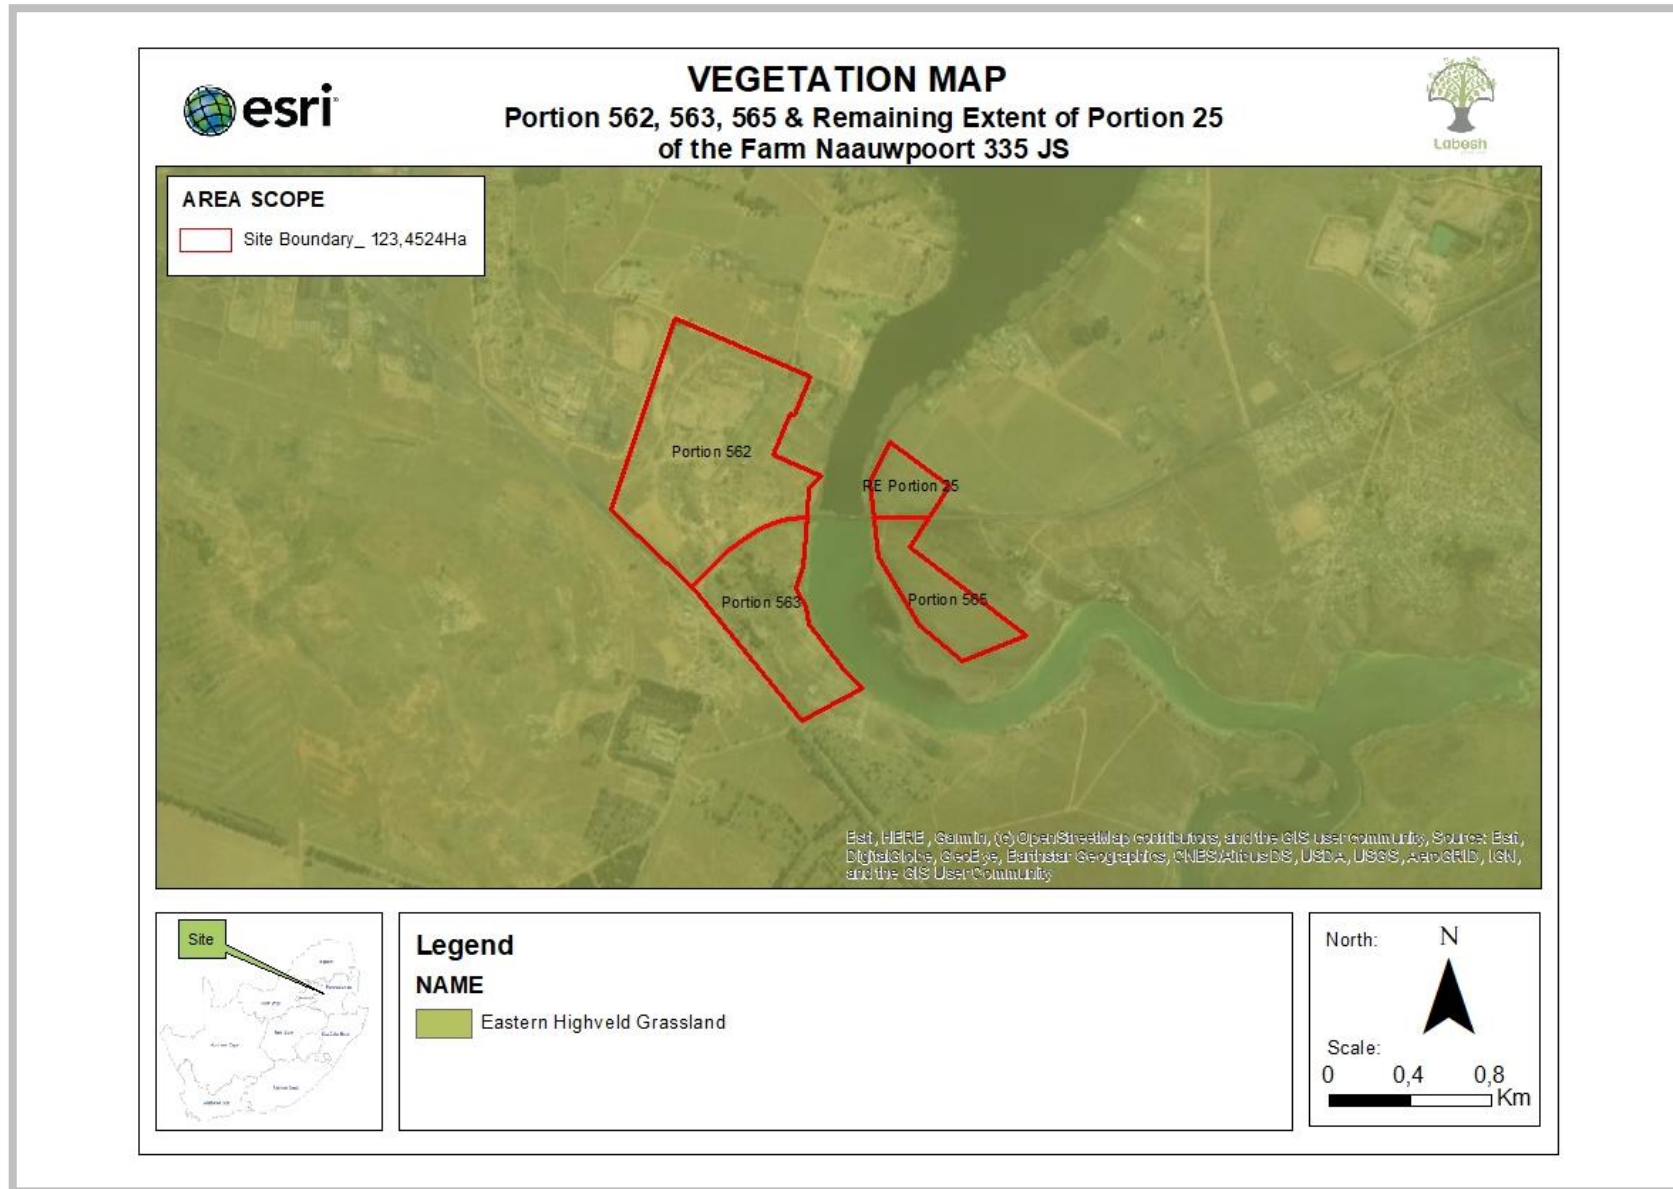 esri
VEGETATION MAP
Portion 562, 563, 565 & Remaining Extent of Portion 25
of the Farm Naauwpoort 335 JS
Labesh
AREA SCOPE
Site Boundary_ 123,4524Ha
Portion 562
RE Portion 25
Portion 563
Portion 565
Esri, HERE, Garmin, (c) OpenStreetMap contributors, and the GIS user community, Source: Esri,
DigitalGlobe, GeoEye, Earthstar Geographics, CNES/Airbus DS, USDA, USGS, AeroGRID, IGN,
and the GIS User Community
Site
Legend
NAME
Eastern Highveld Grassland
North:
N
Scale:
0 0,4 0,8
Km